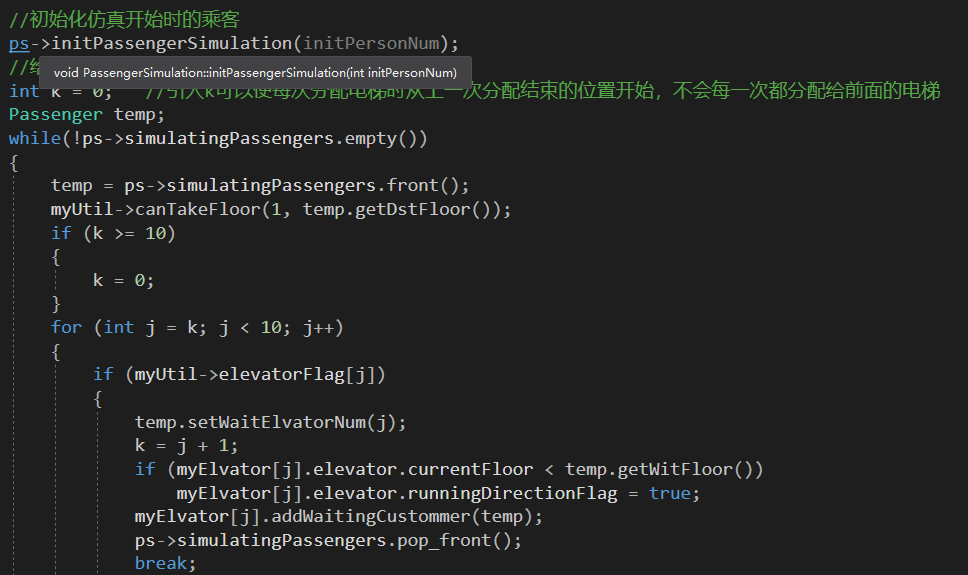 //初始化仿真开始时的乘客
ps->initPassengerSimulation(initPersonNum);
void PassengerSimulation::initPassengerSimulation(int initPersonNum)
int k = 0; //引入k可以使每次分配电梯时从上一次分配结束的位置开始，不会每一次都分配给前面的电梯
Passenger temp;
while(!ps->simulatingPassengers.empty())
{
temp = ps->simulatingPassengers.front();
myUtil->canTakeFloor(1, temp.getDstFloor());
if (k >= 10)
{
k = 0;
}
for (int j = k; j < 10; j++)
{
if (myUtil->elevatorFlag[j])
{
temp.setWaitElvatorNum(j);
k = j + 1;
if (myElvator[j].elevator.currentFloor < temp.getWitFloor())
myElvator[j].elevator.runningDirectionFlag = true;
myElvator[j].addWaitingCustommer(temp);
ps->simulatingPassengers.pop_front();
break;